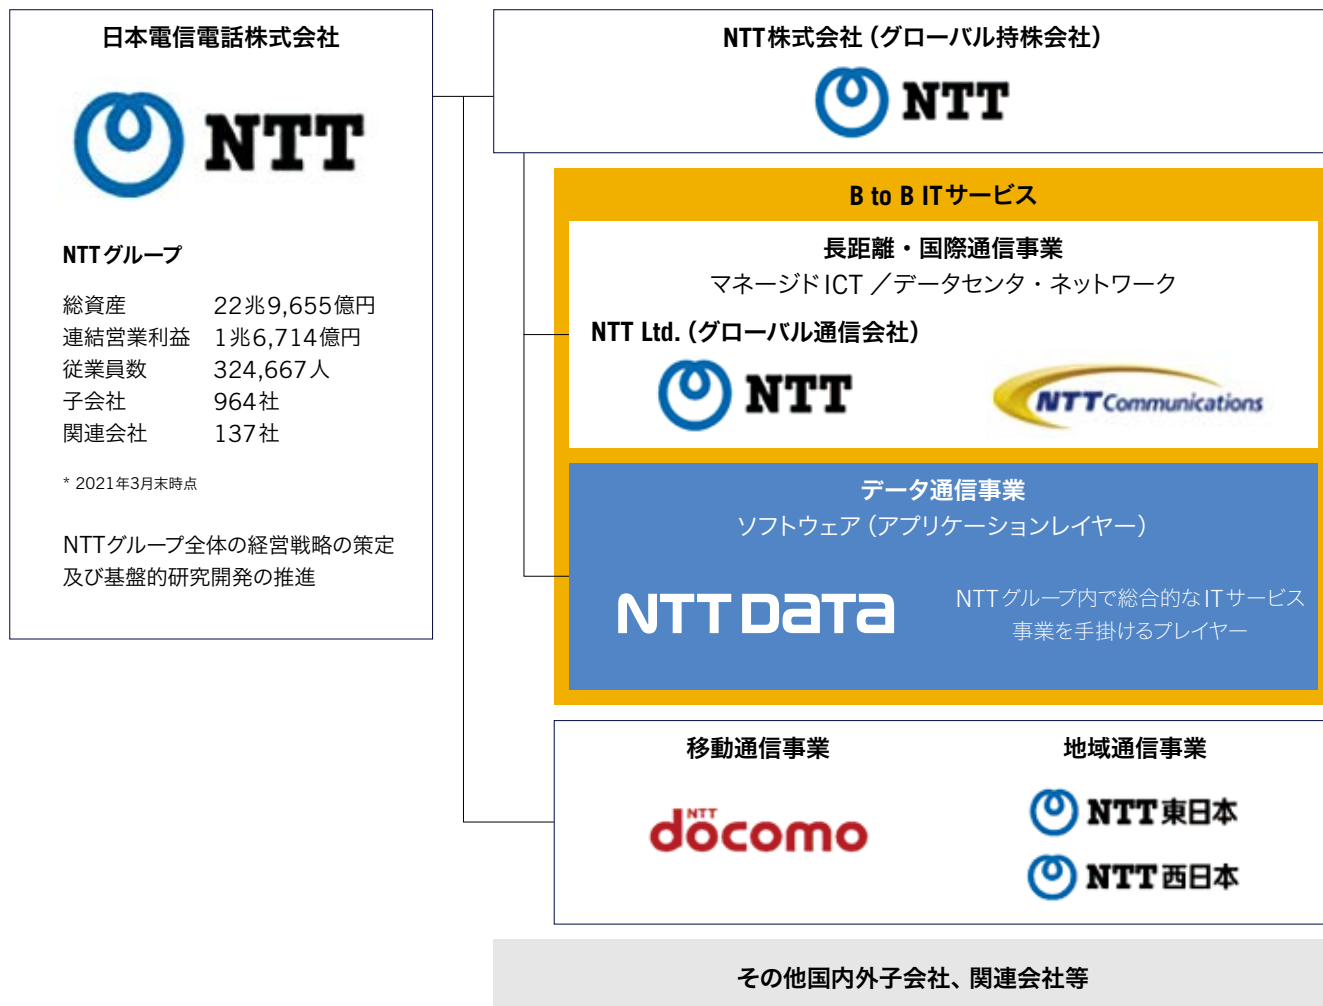 日本電信電話株式会社
NTT
NTTグループ
総資産 22兆9,655億円
連結営業利益 1兆6,714億円
従業員数 324,667人
子会社 964社
関連会社 137社
* 2021年3月末時点
NTTグループ全体の経営戦略の策定
及び基盤的研究開発の推進
NTT株式会社(グローバル持株会社)
NTT
B to B ITサービス
長距離・国際通信事業
マネージドICT／データセンタ・ネットワーク
NTT Ltd.(グローバル通信会社)
NTT
NTT Communications
データ通信事業
ソフトウェア(アプリケーションレイヤー)
NTT DATA
NTTグループ内で総合的なITサービス
事業を手掛けるプレイヤー
移動通信事業
NTT
döcomo
地域通信事業
NTT東日本
NTT西日本
その他国内外子会社、関連会社等